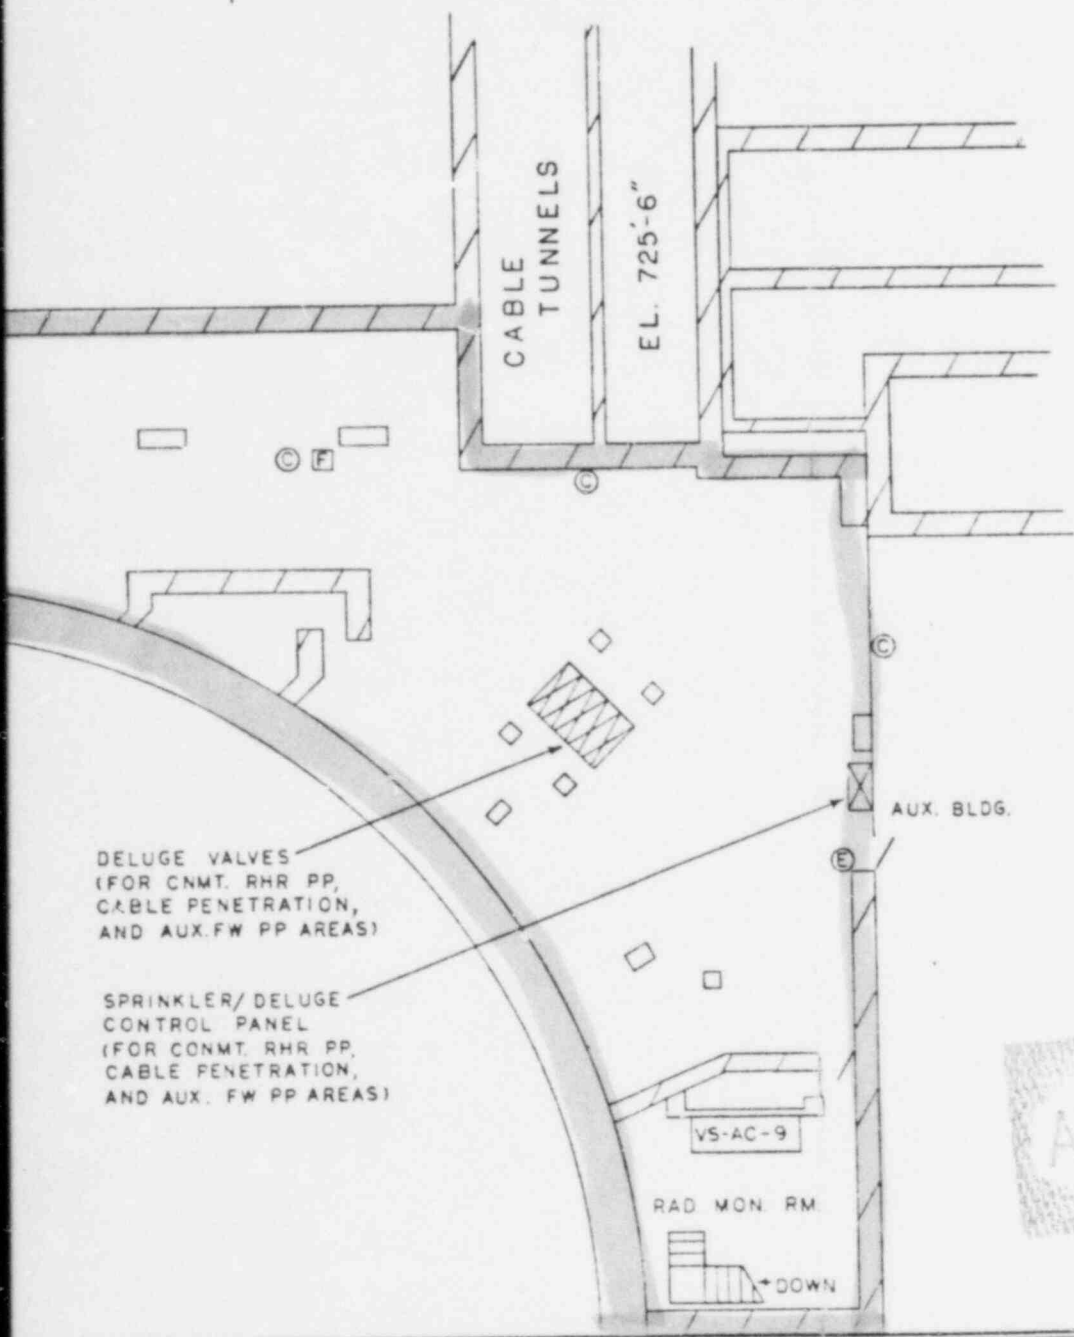 CABLE
TUNNELS
EL. 725'-6"
C
F
C
C
AUX. BLDG.
E
DELUGE VALVES
(FOR CNMT. RHR PP,
CABLE PENETRATION,
AND AUX. FW PP AREAS)
SPRINKLER/DELUGE
CONTROL PANEL
(FOR CONMT. RHR PP,
CABLE PENETRATION,
AND AUX. FW PP AREAS)
VS-AC-9
RAD. MON. RM.
DOWN
A